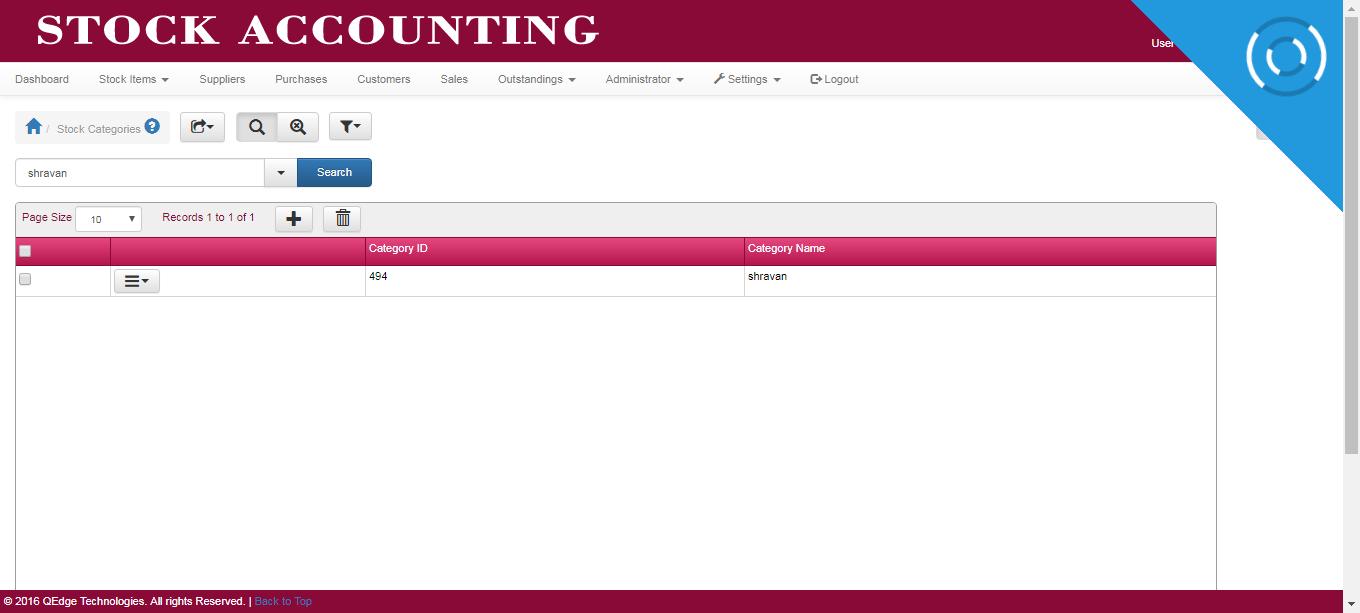 STOCK ACCOUNTING
User
Dashboard Stock Items Suppliers Purchases Customers Sales Outstandings Administrator Settings Logout
/ Stock Categories ?
shravan Search
Page Size 10 Records 1 to 1 of 1
Category ID Category Name
494 shravan
© 2016 QEdge Technologies. All rights Reserved. | Back to Top